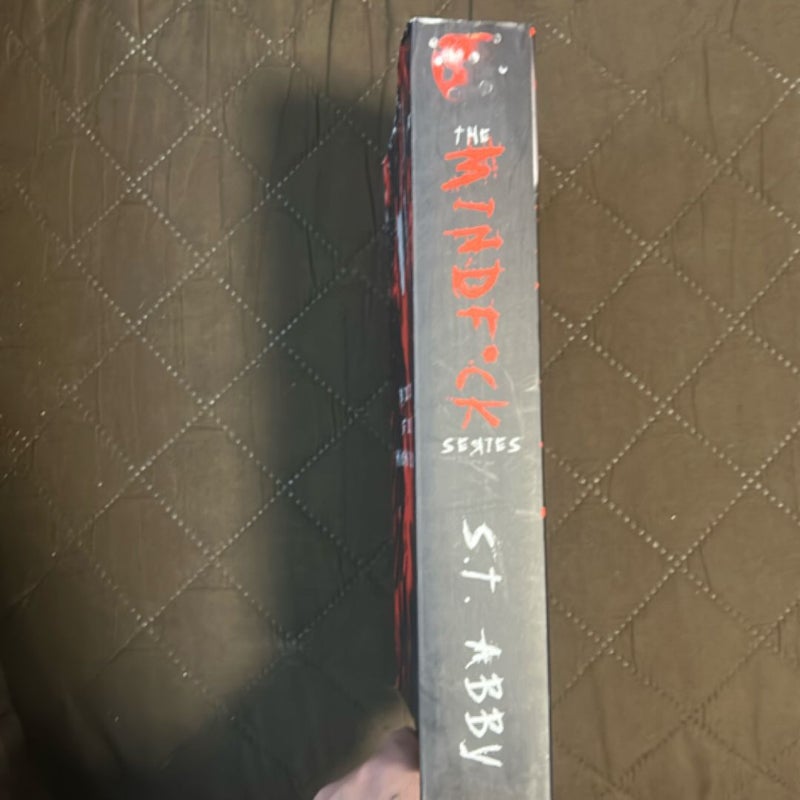 THE
MINDF*CK
SERIES
S.T. ABBY